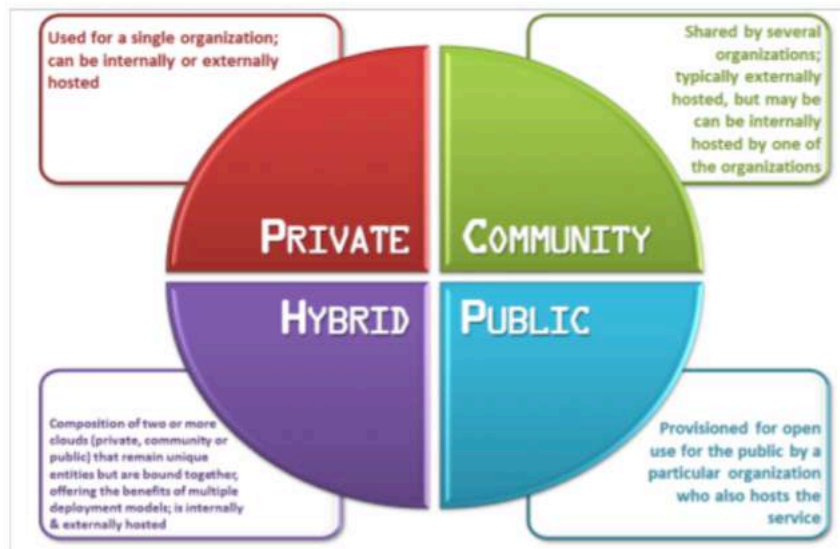 Used for a single organization;
can be internally or externally
hosted
Shared by several
organizations;
typically externally
hosted, but may be
can be internally
hosted by one of
the organizations
PRIVATE
COMMUNITY
HYBRID
PUBLIC
Composition of two or more
clouds (private, community or
public) that remain unique
entities but are bound together,
offering the benefits of multiple
deployment models; is internally
& externally hosted
Provisioned for open
use for the public by a
particular organization
who also hosts the
service